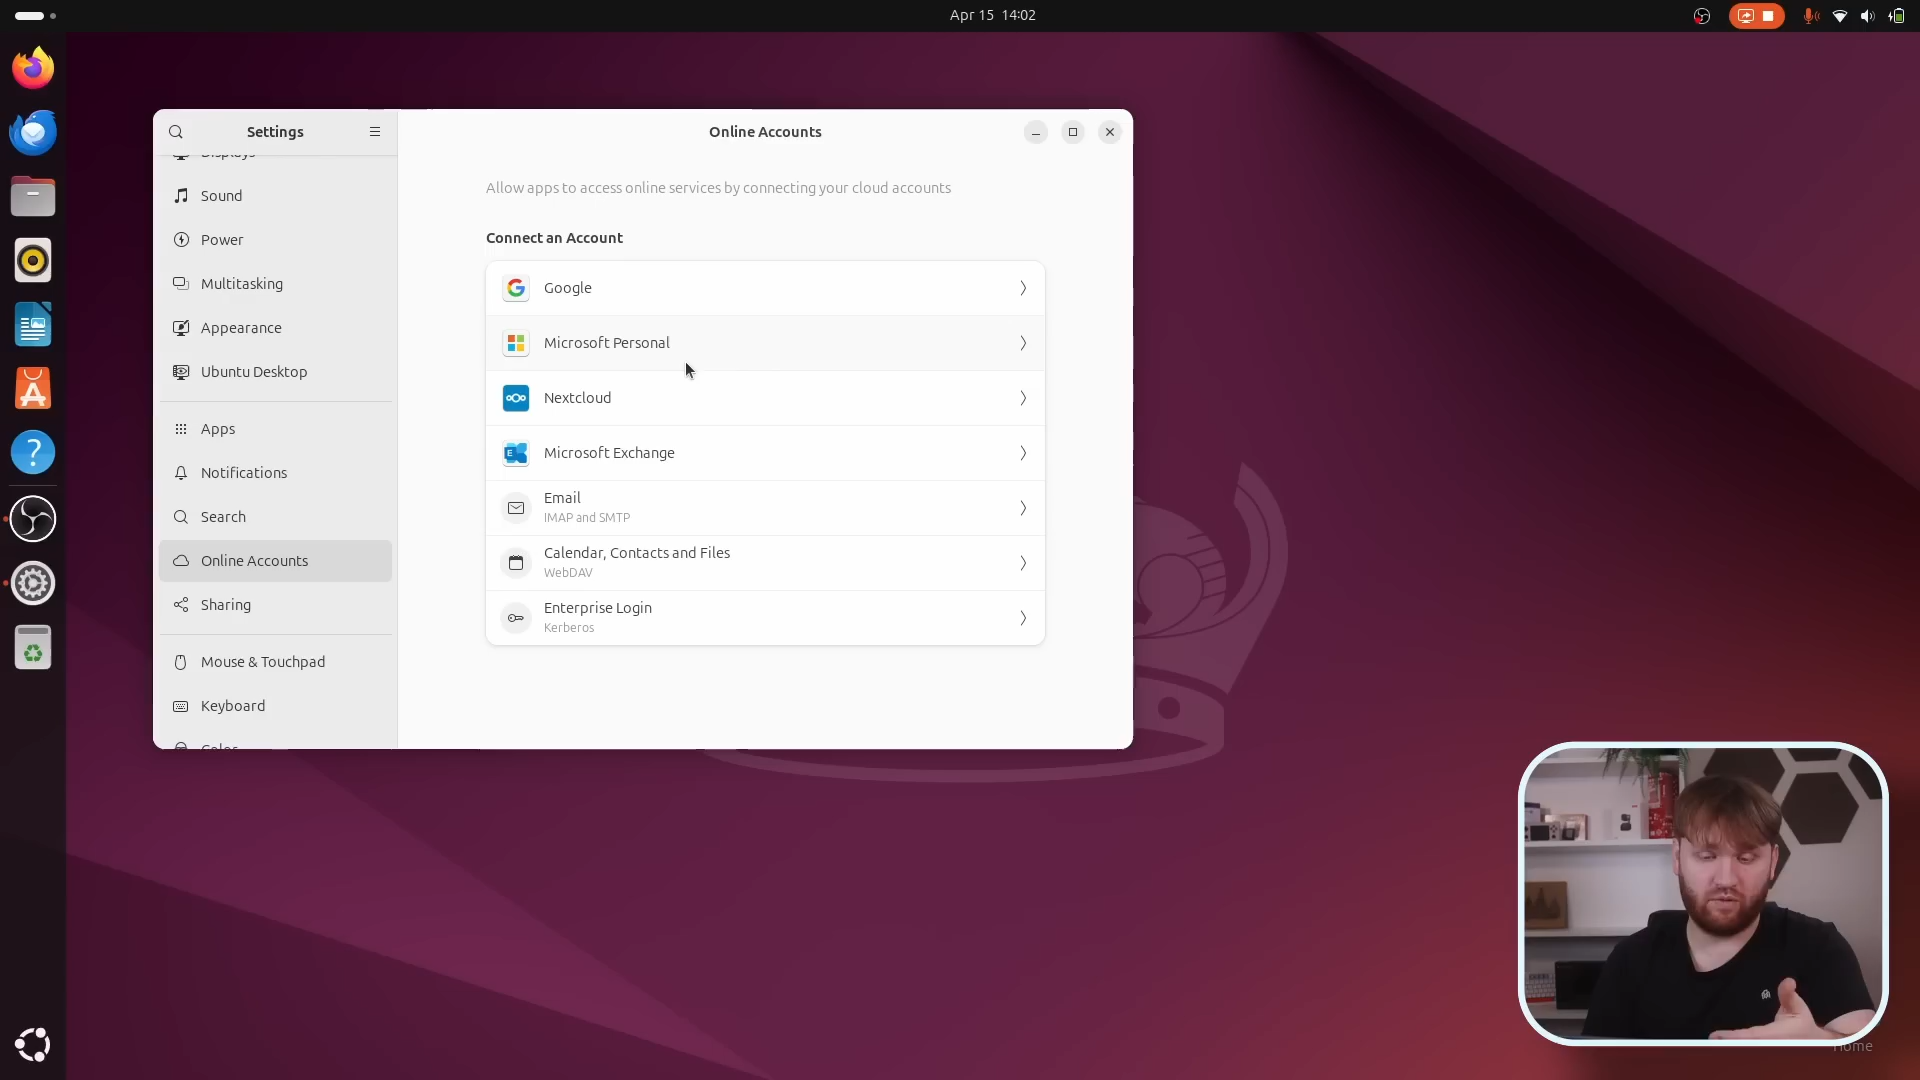 Apr 15 14:02
Settings
Displays
Sound
Power
Multitasking
Appearance
Ubuntu Desktop
Apps
Notifications
Search
Online Accounts
Sharing
Mouse & Touchpad
Keyboard
Color
Online Accounts
Allow apps to access online services by connecting your cloud accounts
Connect an Account
Google
Microsoft Personal
Nextcloud
Microsoft Exchange
Email
IMAP and SMTP
Calendar, Contacts and Files
WebDAV
Enterprise Login
Kerberos
Home